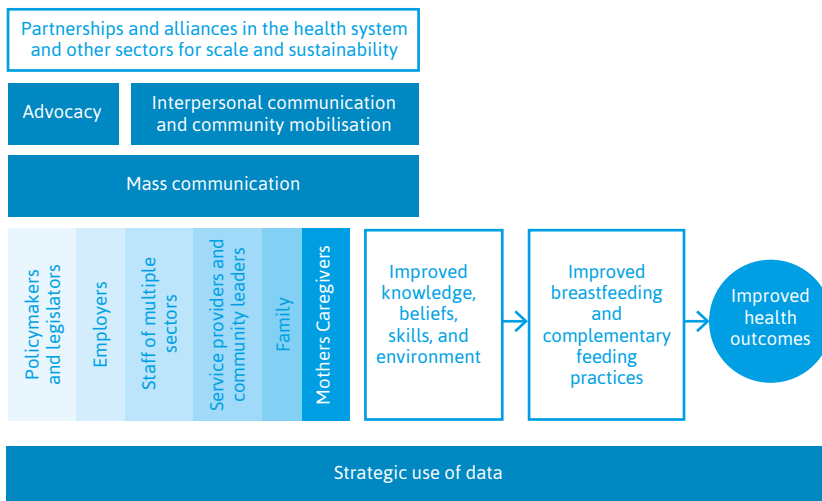 Partnerships and alliances in the health system
and other sectors for scale and sustainability
Advocacy
Interpersonal communication
and community mobilisation
Mass communication
Policymakers
and legislators
Employers
Staff of multiple
sectors
Service providers and
community leaders
Family
Mothers Caregivers
Improved
knowledge,
beliefs,
skills, and
environment
Improved
breastfeeding
and
complementary
feeding
practices
Improved
health
outcomes
Strategic use of data